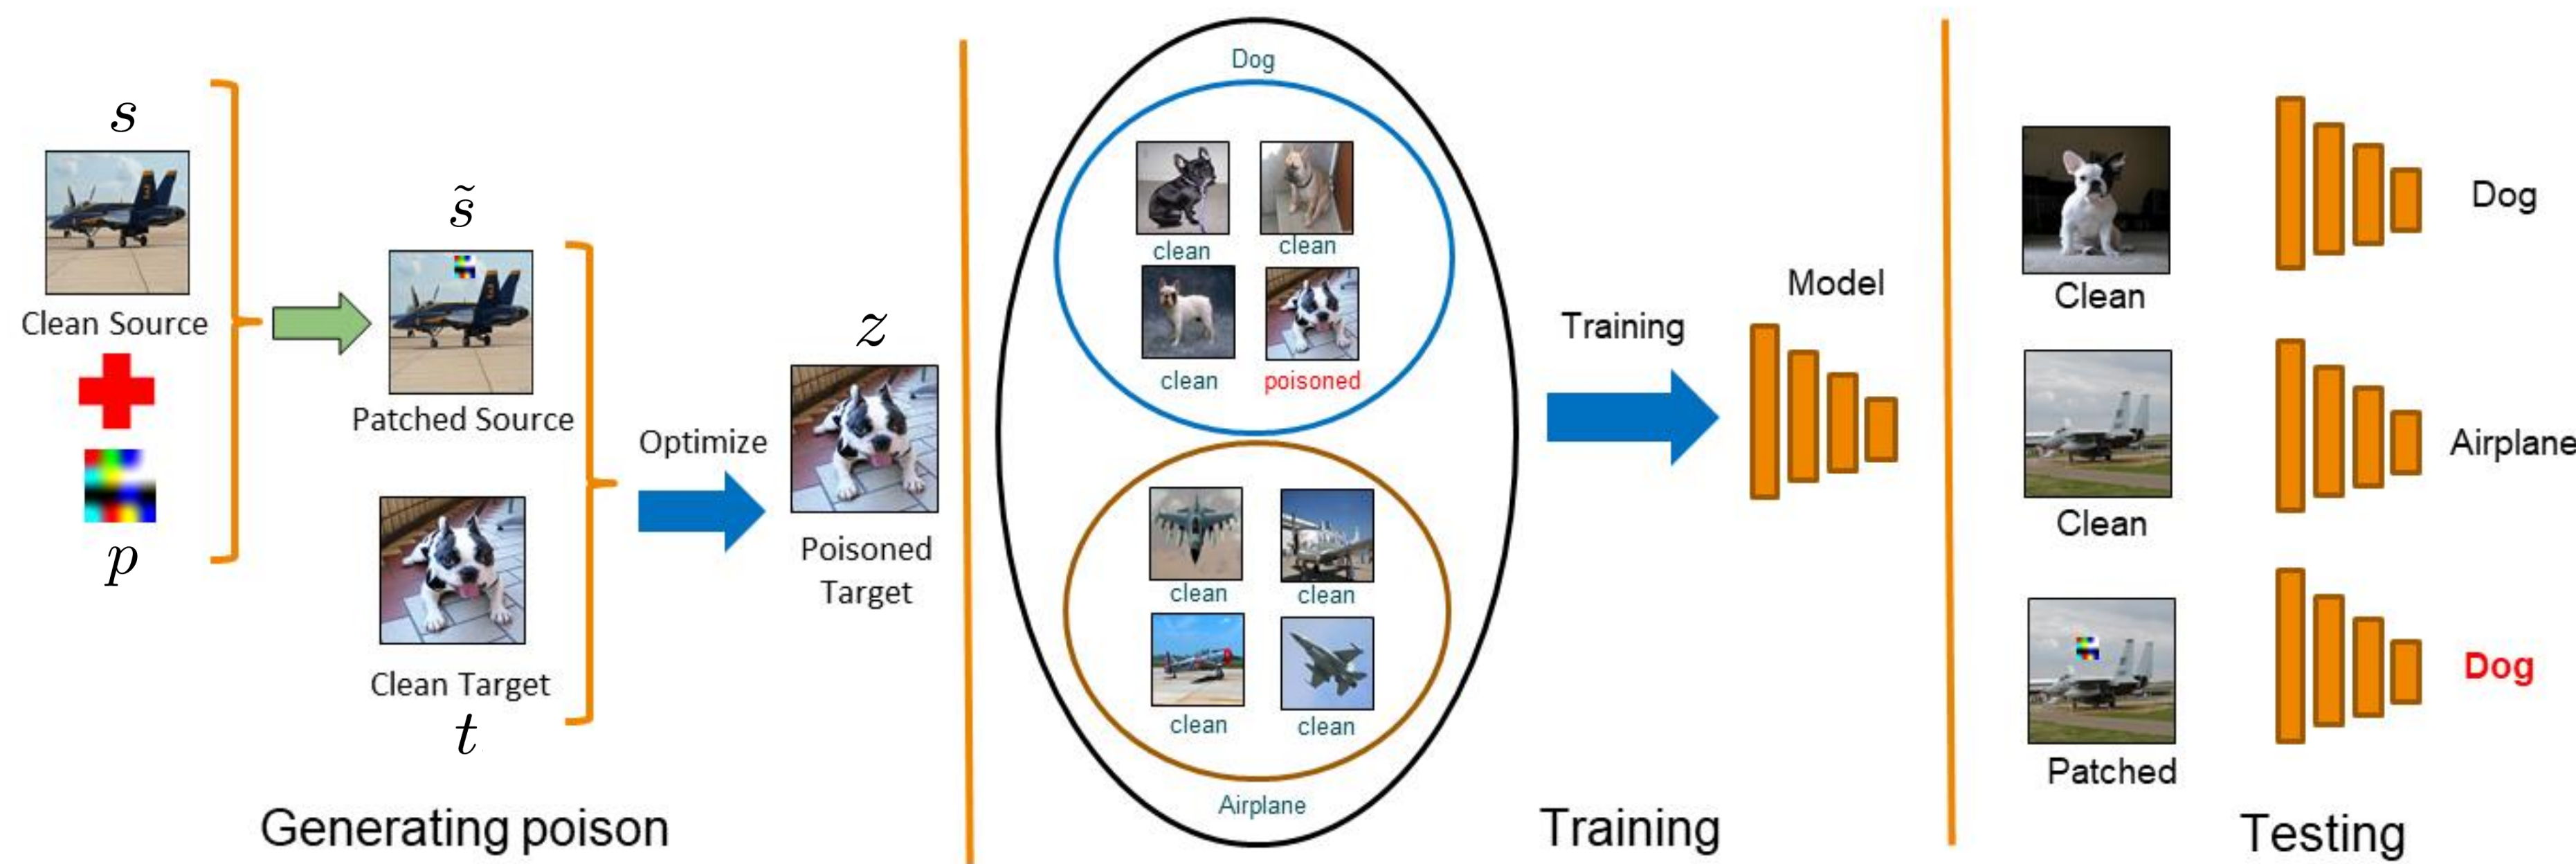 s
Clean Source
p
s̃
Patched Source
Clean Target
t
Optimize
z
Poisoned
Target
Generating poison
Dog
clean
clean
clean
poisoned
clean
clean
clean
clean
Airplane
Training
Model
Training
Clean
Dog
Clean
Airplane
Patched
Dog
Testing